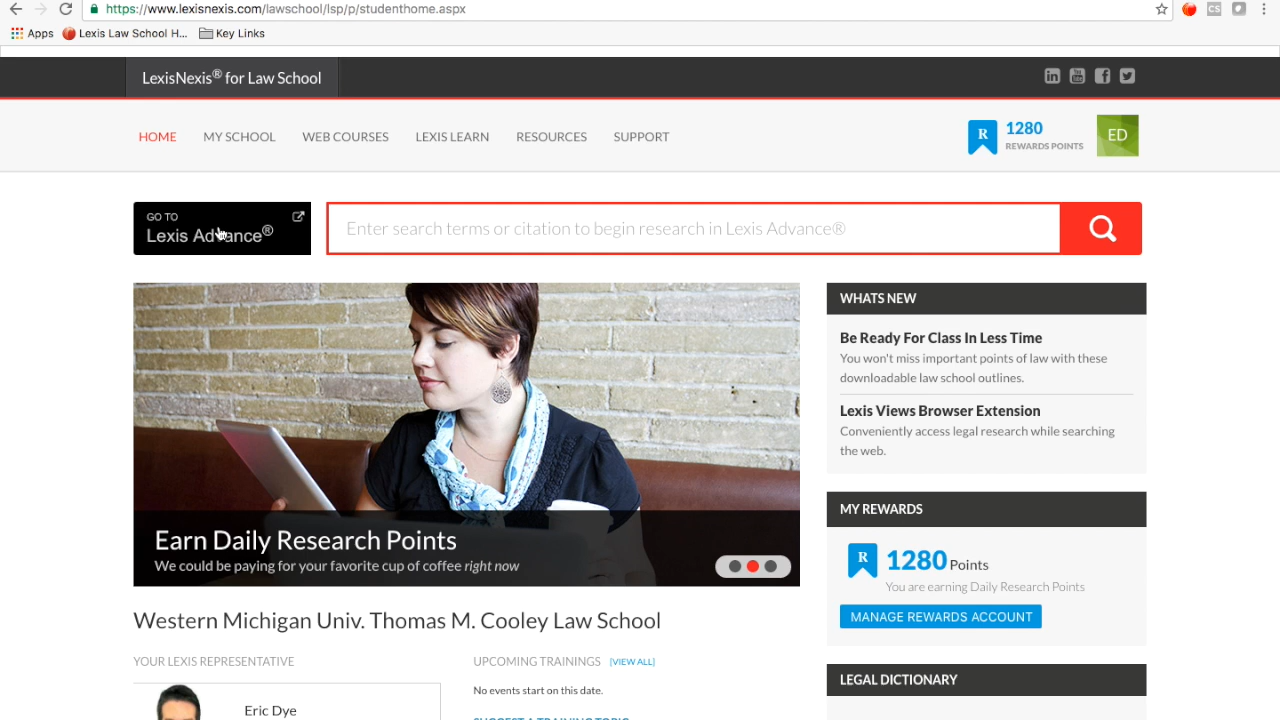 https://www.lexisnexis.com/lawschool/lsp/p/studenthome.aspx
CS
Apps
Lexis Law School H...
Key Links
LexisNexis® for Law School
in
You Tube
HOME
MY SCHOOL
WEB COURSES
LEXIS LEARN
RESOURCES
SUPPORT
R
1280
REWARDS POINTS
ED
GO TO
Lexis Advance®
Enter search terms or citation to begin research in Lexis Advance®
Earn Daily Research Points
We could be paying for your favorite cup of coffee right now
WHATS NEW
Be Ready For Class In Less Time
You won't miss important points of law with these
downloadable law school outlines.
Lexis Views Browser Extension
Conveniently access legal research while searching
the web.
MY REWARDS
R
1280 Points
You are earning Daily Research Points
MANAGE REWARDS ACCOUNT
Western Michigan Univ. Thomas M. Cooley Law School
YOUR LEXIS REPRESENTATIVE
Eric Dye
UPCOMING TRAININGS [VIEW ALL]
No events start on this date.
SUGGEST A TRAINING TOPIC
LEGAL DICTIONARY